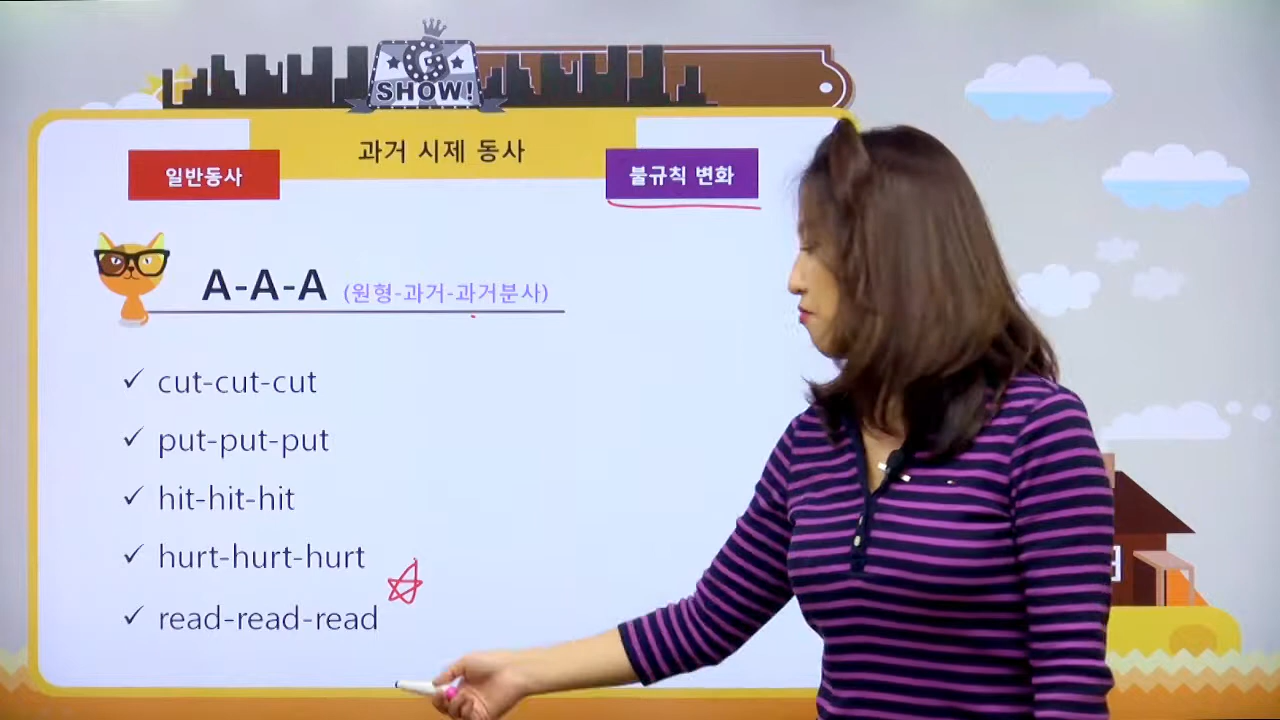 G
SHOW!
과거 시제 동사
일반동사
불규칙 변화
A-A-A (원형-과거-과거분사)
✓ cut-cut-cut
✓ put-put-put
✓ hit-hit-hit
✓ hurt-hurt-hurt
✓ read-read-read